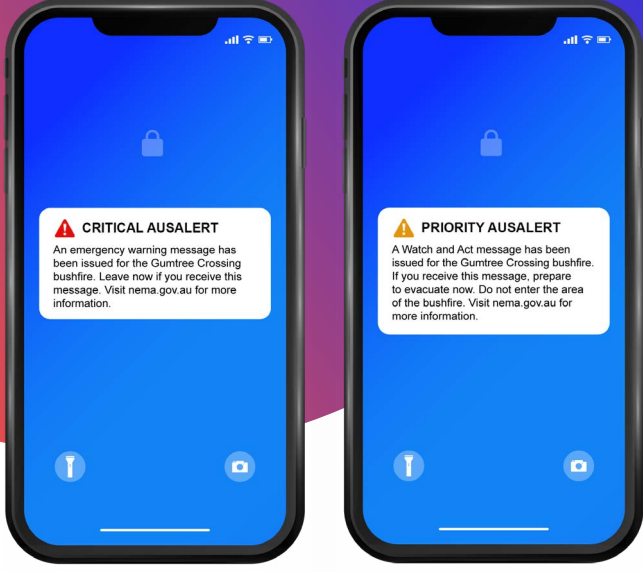 CRITICAL AUSALERT
An emergency warning message has
been issued for the Gumtree Crossing
bushfire. Leave now if you receive this
message. Visit nema.gov.au for more
information.
PRIORITY AUSALERT
A Watch and Act message has been
issued for the Gumtree Crossing bushfire.
If you receive this message, prepare
to evacuate now. Do not enter the area
of the bushfire. Visit nema.gov.au for
more information.